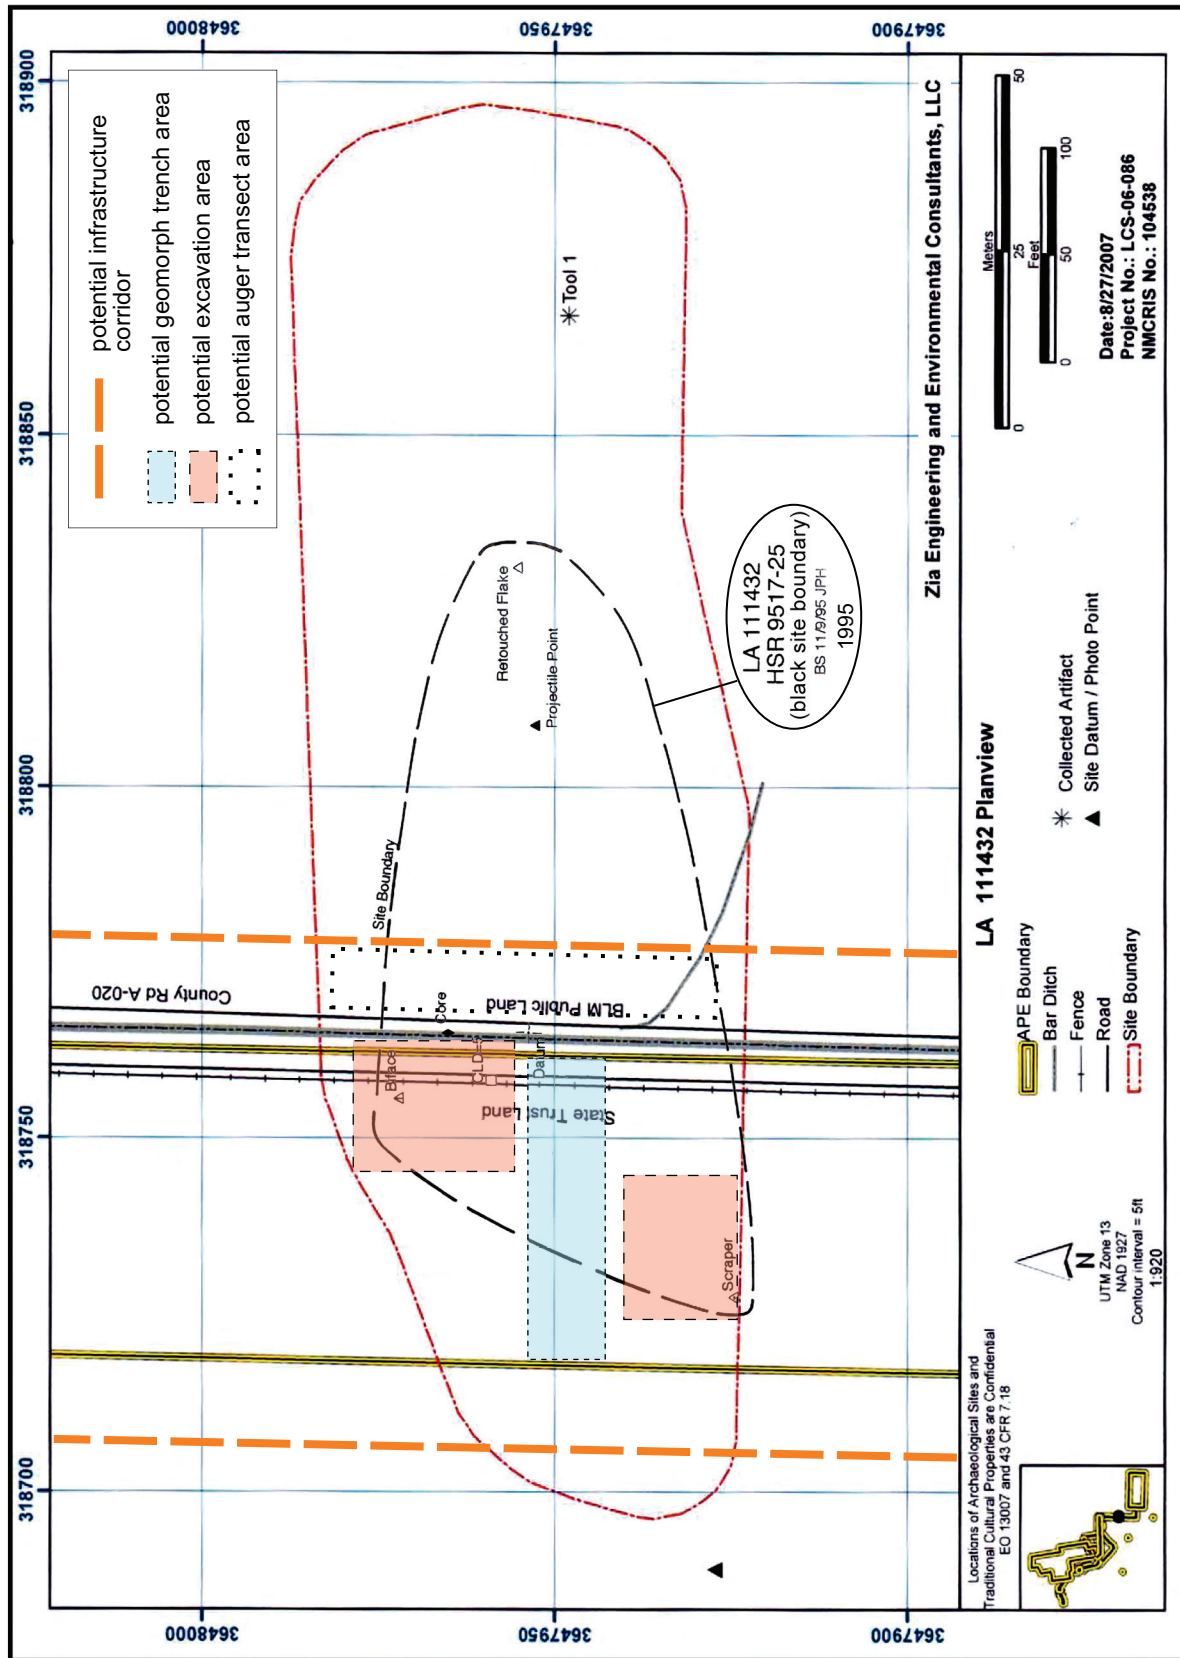 3648000
3647950
3647900
318900
318850
318800
318750
318700
3648000
3647950
3647900
potential infrastructure
corridor
potential geomorph trench area
potential excavation area
potential auger transect area
Tool 1
Retouched Flake
Projectile Point
LA 111432
HSR 9517-25
(black site boundary)
BS 11/9/95 JPH
1995
Site Boundary
County Rd A-020
BLM Public Land
Core
Biface
CLD=5
Datum
State Trust Land
Scraper
Zia Engineering and Environmental Consultants, LLC
LA 111432 Planview
Locations of Archaeological Sites and
Traditional Cultural Properties are Confidential
EO 13007 and 43 CFR 7.18
N
UTM Zone 13
NAD 1927
Contour interval = 5ft
1:920
APE Boundary
Bar Ditch
Fence
Road
Site Boundary
Collected Artifact
Site Datum / Photo Point
Meters
0 25 50
Feet
0 50 100
Date:8/27/2007
Project No.: LCS-06-086
NMCRIS No.: 104538